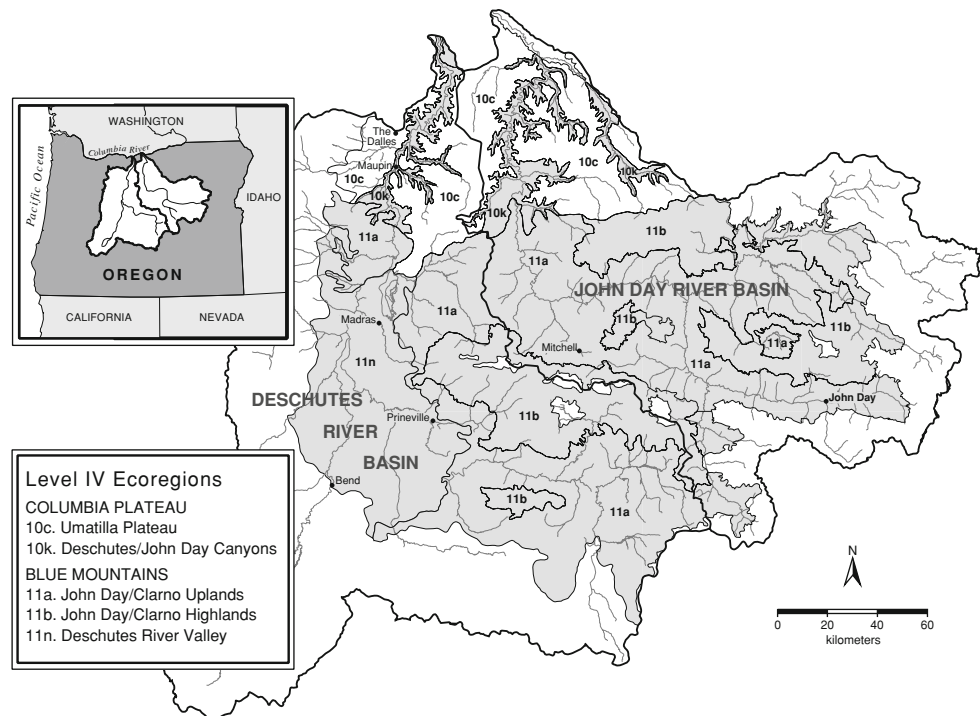 WASHINGTON
Columbia River
Pacific Ocean
IDAHO
OREGON
CALIFORNIA
NEVADA
10c
The
Dalles
Maupin
10c
10k
10c
10c
10k
10k
11a
11a
11b
JOHN DAY RIVER BASIN
11a
11b
11b
11a
Madras
Mitchell
11n
11a
John Day
DESCHUTES
RIVER
BASIN
Prineville
11b
Bend
11b
11a
Level IV Ecoregions
COLUMBIA PLATEAU
10c. Umatilla Plateau
10k. Deschutes/John Day Canyons
BLUE MOUNTAINS
11a. John Day/Clarno Uplands
11b. John Day/Clarno Highlands
11n. Deschutes River Valley
N
0 20 40 60
kilometers